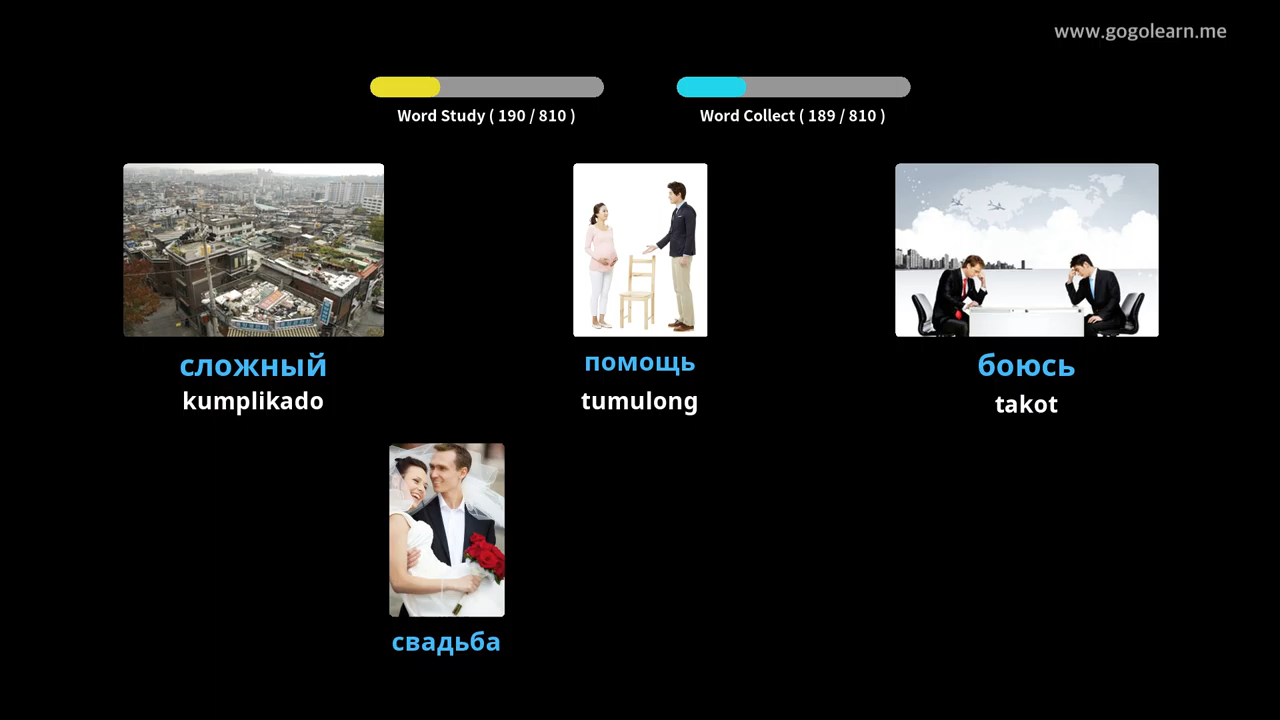 www.gogolearn.me
Word Study ( 190 / 810 )
Word Collect ( 189 / 810 )
сложный
kumplikado
помощь
tumulong
боюсь
takot
свадьба